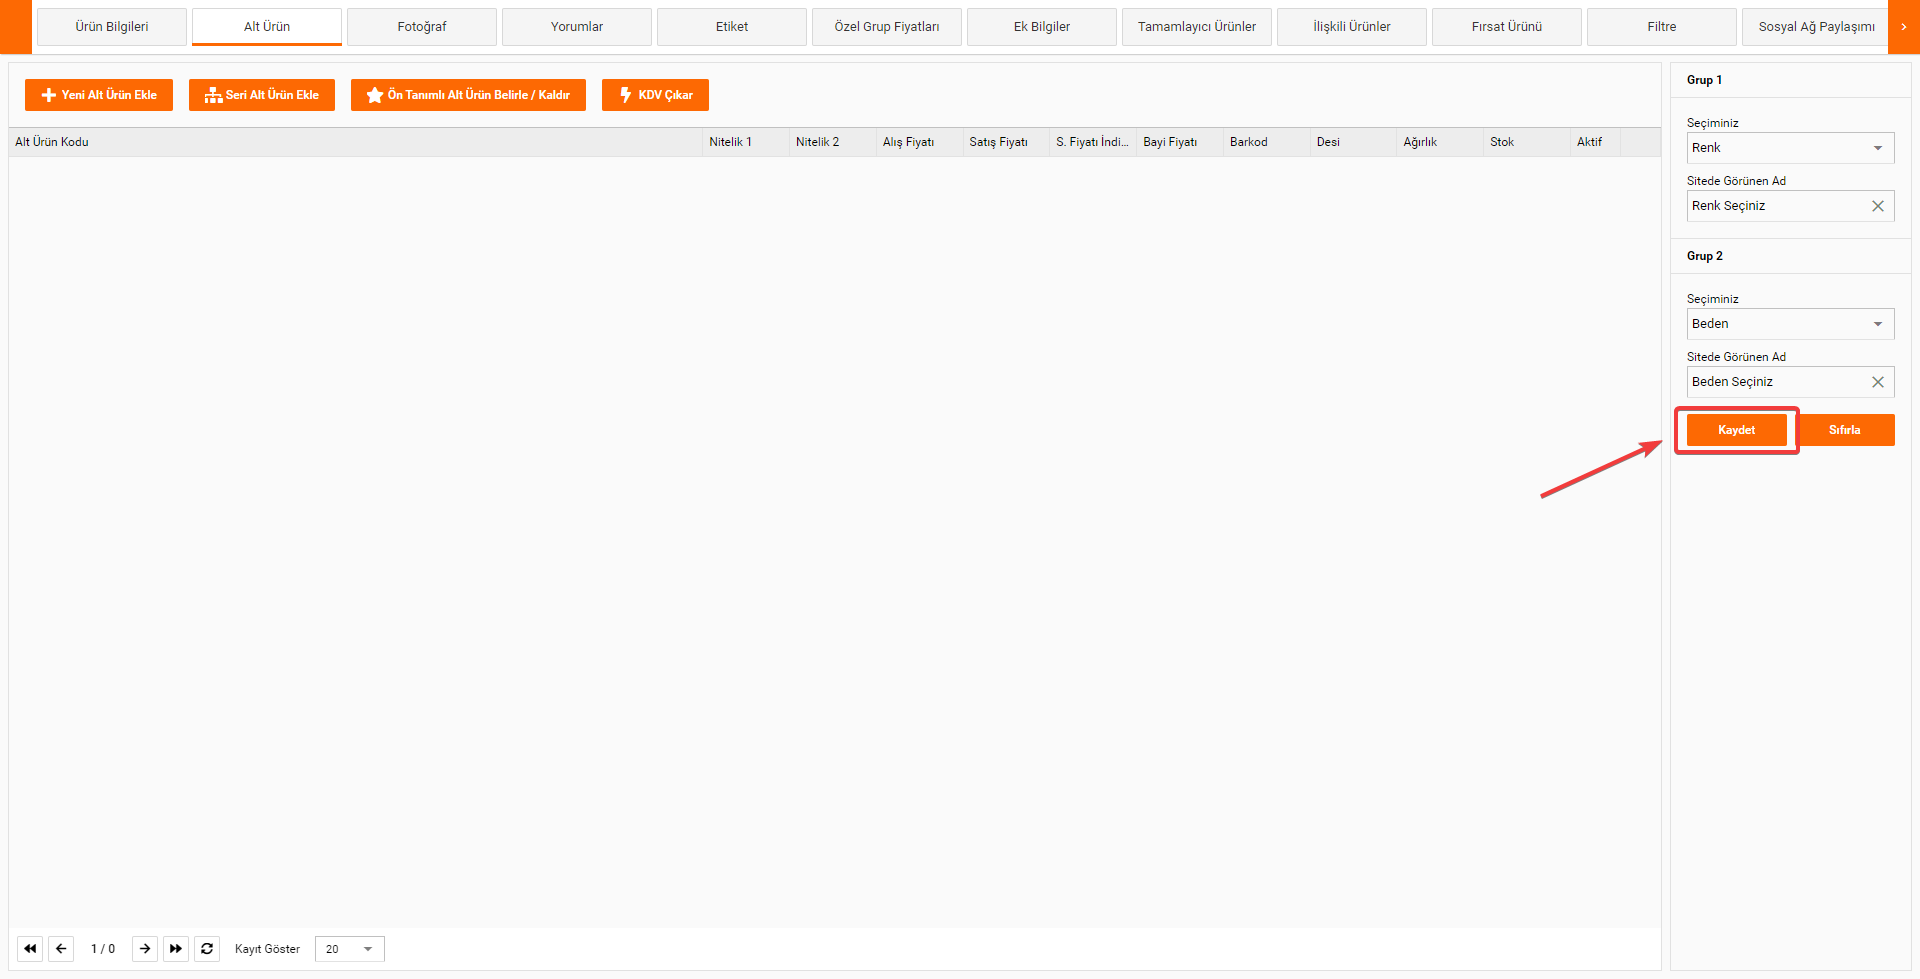 Ürün Bilgileri Alt Ürün Fotoğraf Yorumlar Etiket Özel Grup Fiyatları Ek Bilgiler Tamamlayıcı Ürünler İlişkili Ürünler Fırsat Ürünü Filtre Sosyal Ağ Paylaşımı
Yeni Alt Ürün Ekle Seri Alt Ürün Ekle Ön Tanımlı Alt Ürün Belirle / Kaldır KDV Çıkar
Alt Ürün Kodu Nitelik 1 Nitelik 2 Alış Fiyatı Satış Fiyatı S. Fiyatı İndi... Bayi Fiyatı Barkod Desi Ağırlık Stok Aktif
1 / 0 Kayıt Göster 20
Grup 1
Seçiminiz
Renk
Sitede Görünen Ad
Renk Seçiniz
Grup 2
Seçiminiz
Beden
Sitede Görünen Ad
Beden Seçiniz
Kaydet Sıfırla